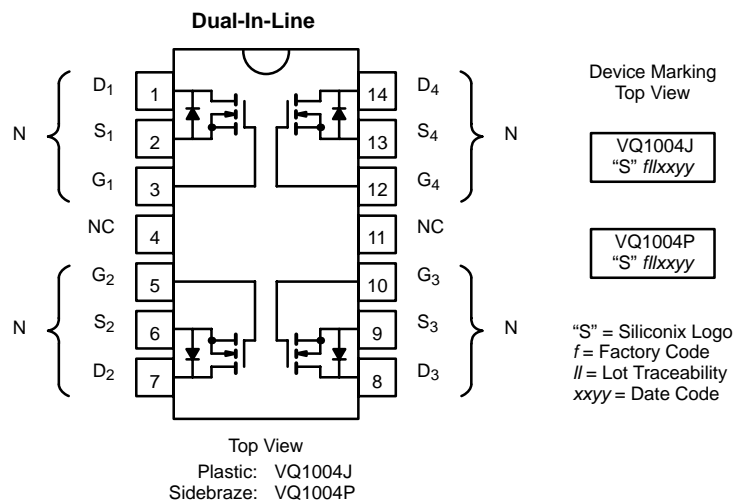 Dual-In-Line
D1 1 14 D4
N S1 2 13 S4 N
G1 3 12 G4
NC 4 11 NC
G2 5 10 G3
N S2 6 9 S3 N
D2 7 8 D3
Top View
Plastic: VQ1004J
Sidebraze: VQ1004P
Device Marking
Top View
VQ1004J
“S” fllxxyy
VQ1004P
“S” fllxxyy
“S” = Siliconix Logo
f = Factory Code
ll = Lot Traceability
xxyy = Date Code